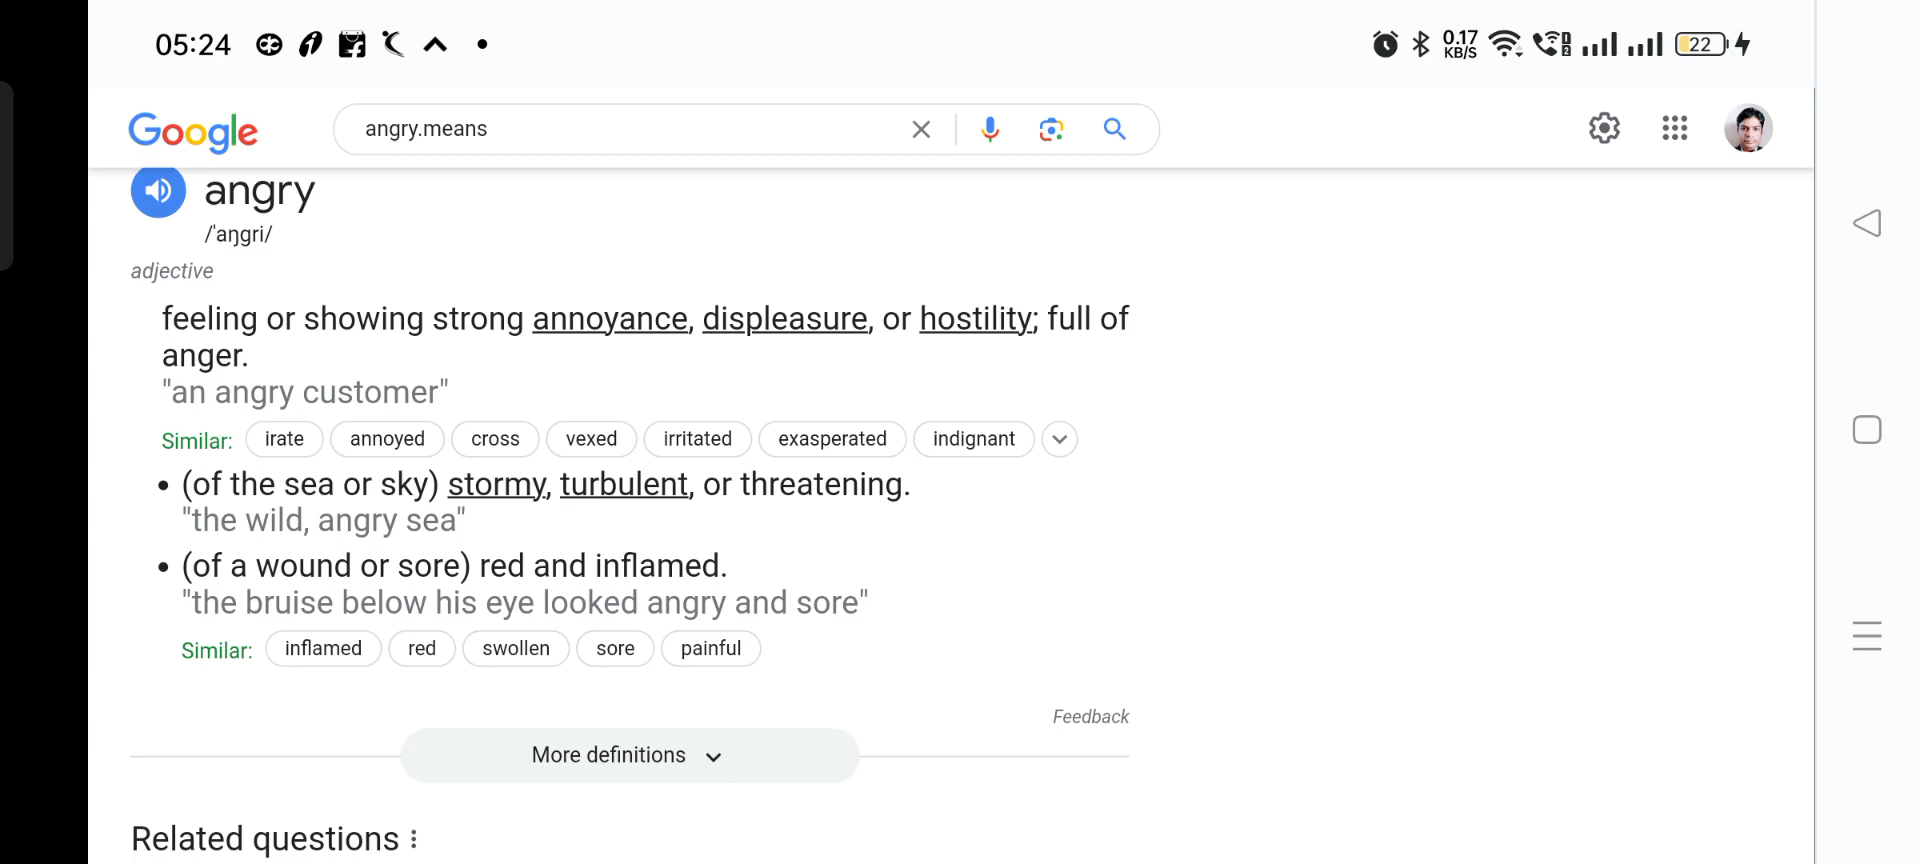 05:24
0.17
KB/S
22
Google
angry.means
angry
/ˈaŋɡri/
adjective
feeling or showing strong annoyance, displeasure, or hostility; full of
anger.
"an angry customer"
Similar: irate annoyed cross vexed irritated exasperated indignant
• (of the sea or sky) stormy, turbulent, or threatening.
"the wild, angry sea"
• (of a wound or sore) red and inflamed.
"the bruise below his eye looked angry and sore"
Similar: inflamed red swollen sore painful
Feedback
More definitions
Related questions